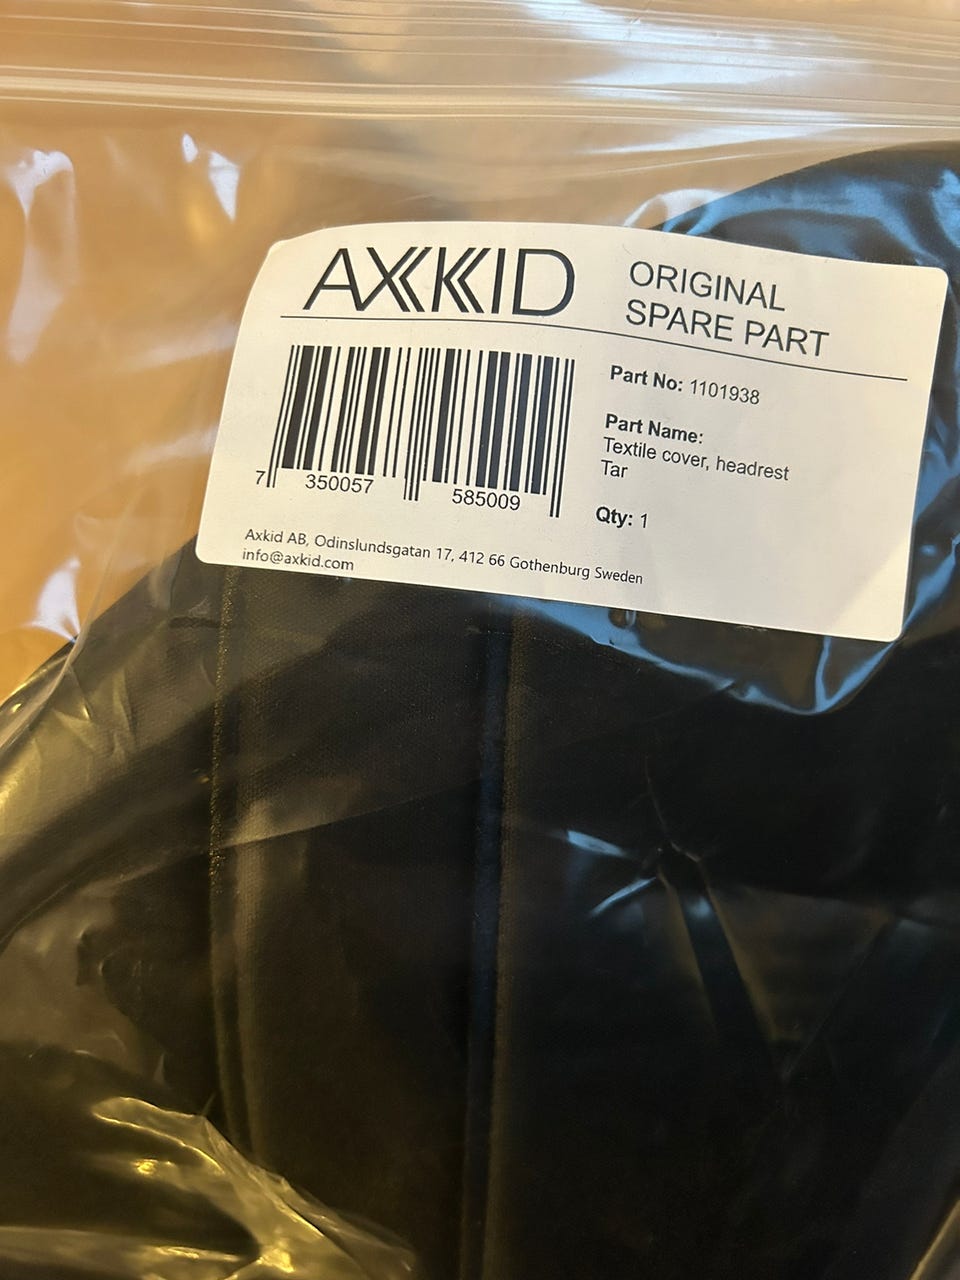 AXKID
ORIGINAL
SPARE PART
7 350057 585009
Part No: 1101938
Part Name:
Textile cover, headrest
Tar
Qty: 1
Axkid AB, Odinslundsgatan 17, 412 66 Gothenburg Sweden
info@axkid.com